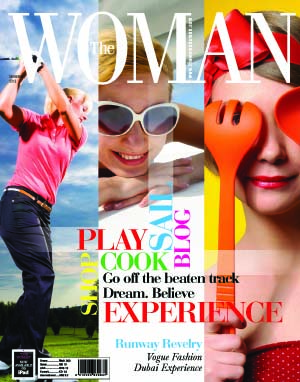 The
WOMAN
PLAY
SAIL
SHOP
COOK
BLOG
Go off the beaten track
Dream. Believe
EXPERIENCE
Runway Revelry
Vogue Fashion
Dubai Experience
iPad